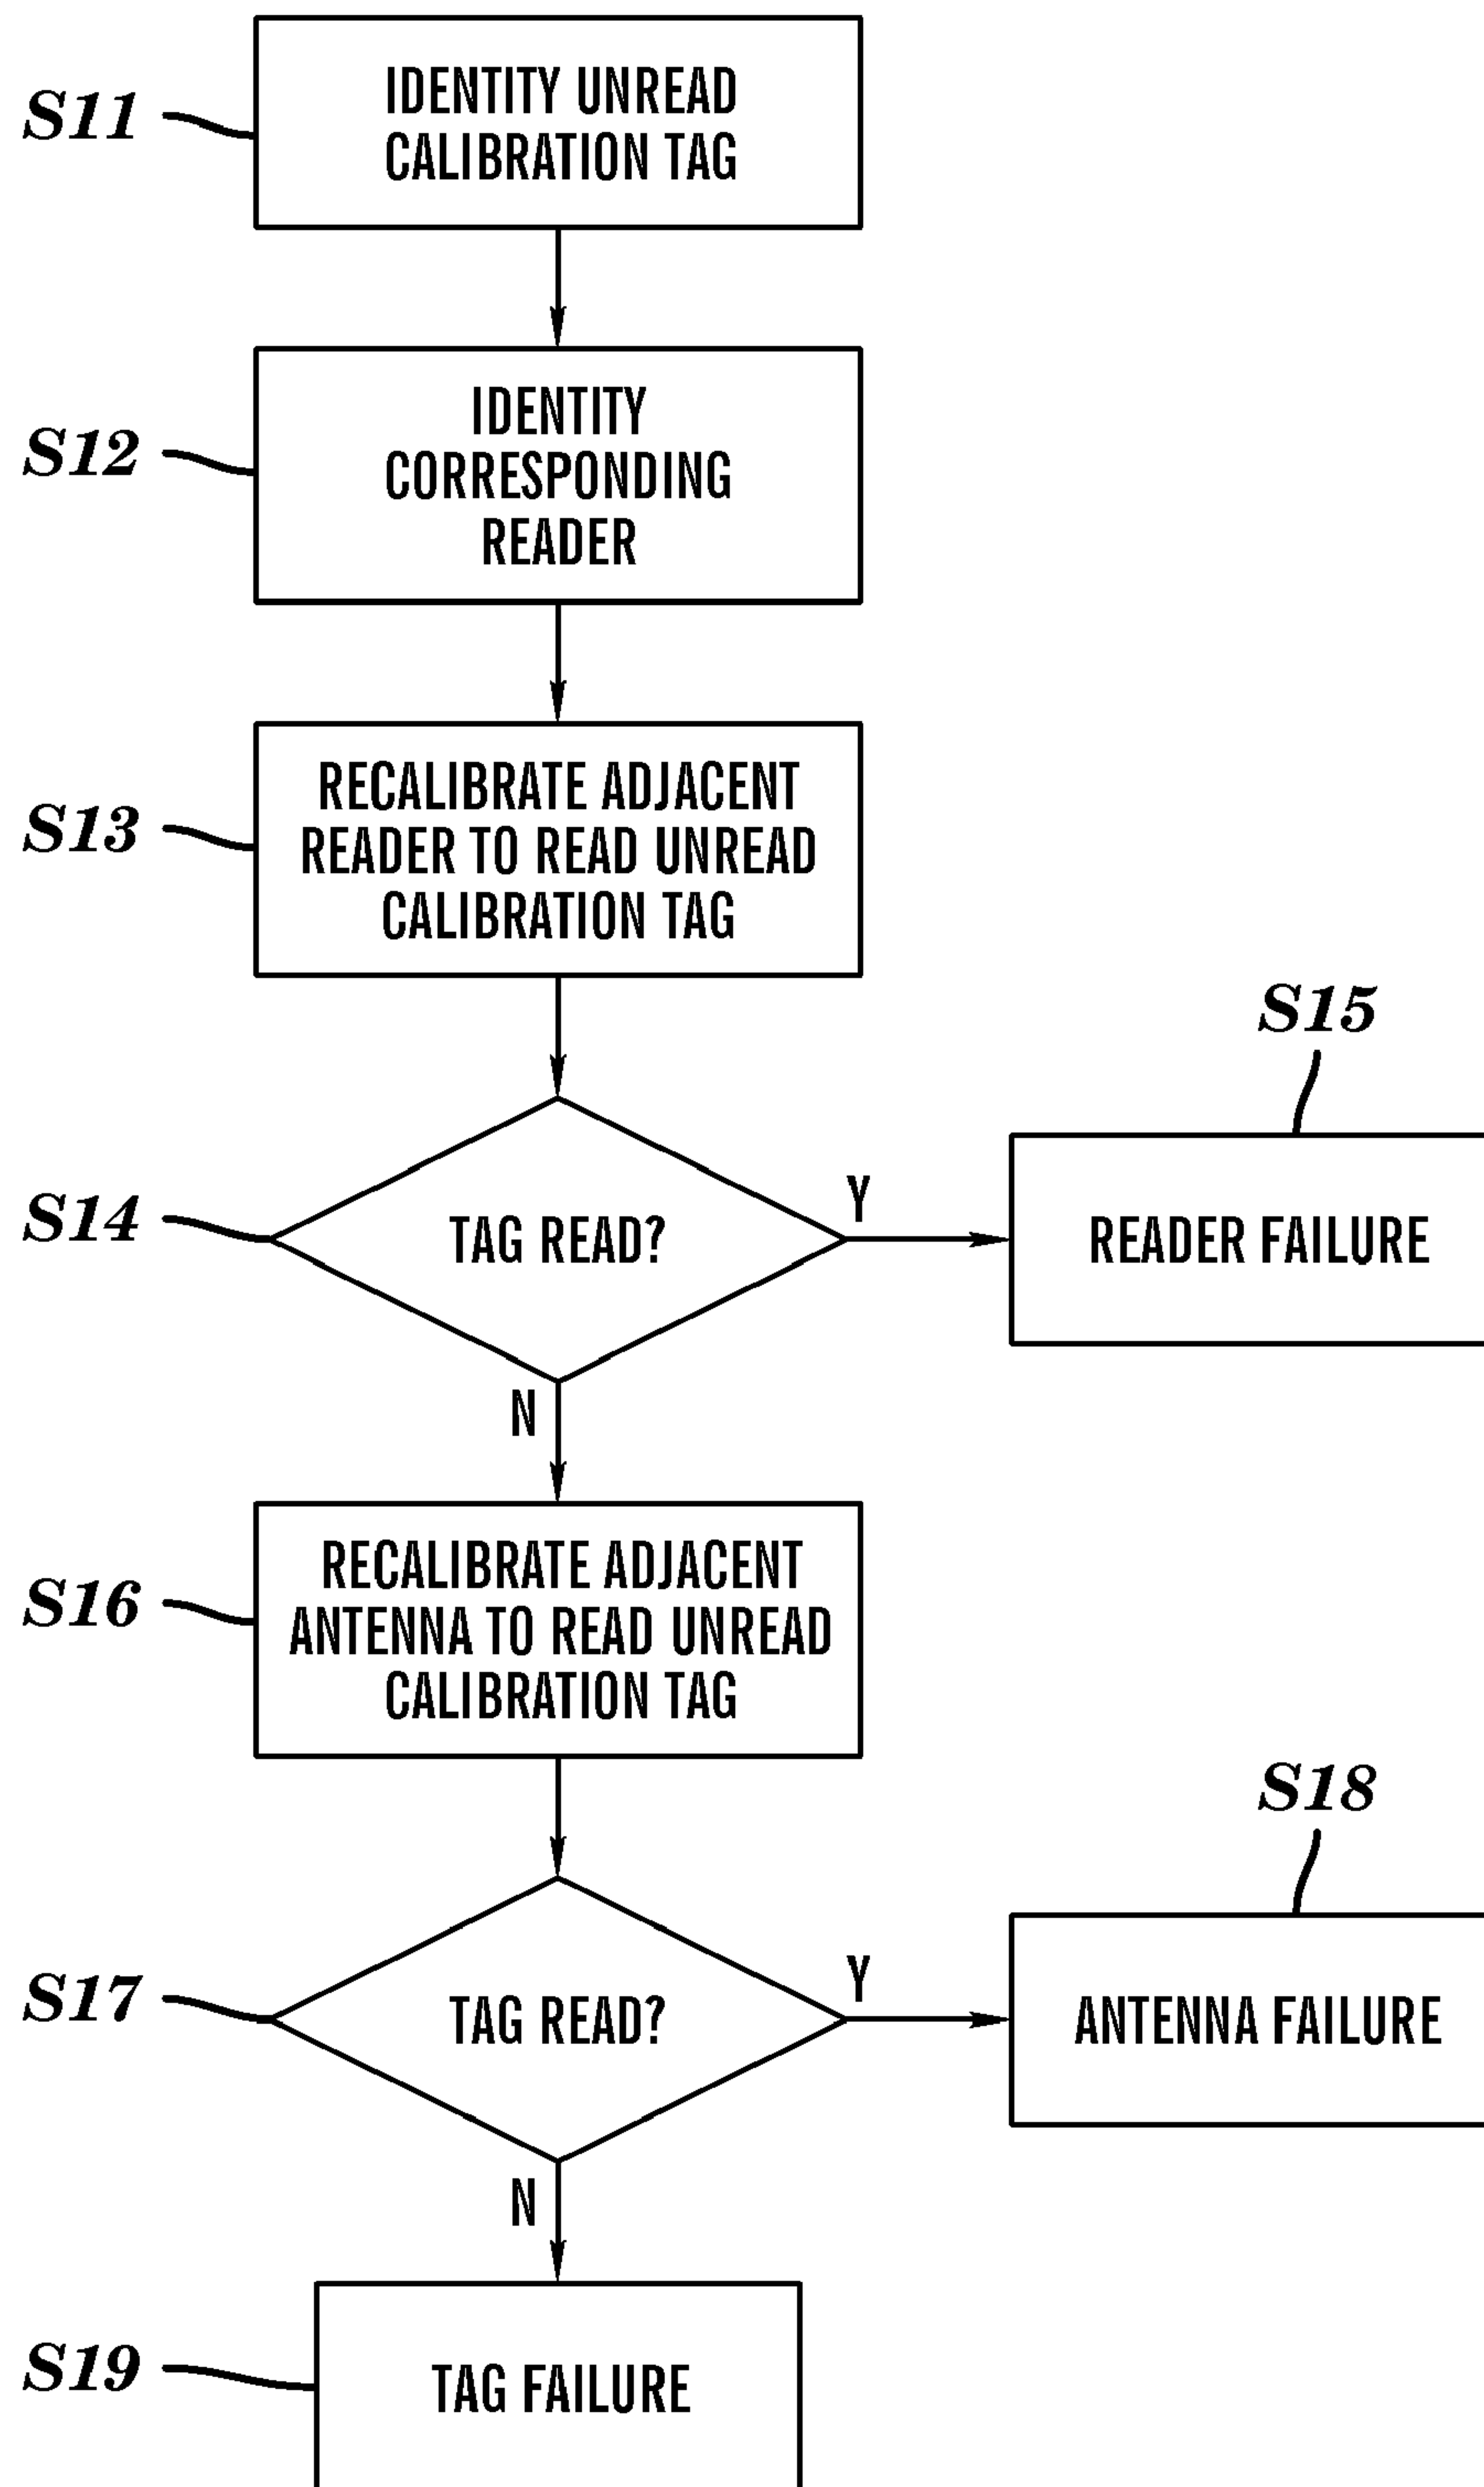 S11
IDENTITY UNREAD
CALIBRATION TAG
S12
IDENTITY
CORRESPONDING
READER
S13
RECALIBRATE ADJACENT
READER TO READ UNREAD
CALIBRATION TAG
S14
TAG READ?
Y
S15
READER FAILURE
N
S16
RECALIBRATE ADJACENT
ANTENNA TO READ UNREAD
CALIBRATION TAG
S17
TAG READ?
Y
S18
ANTENNA FAILURE
N
S19
TAG FAILURE